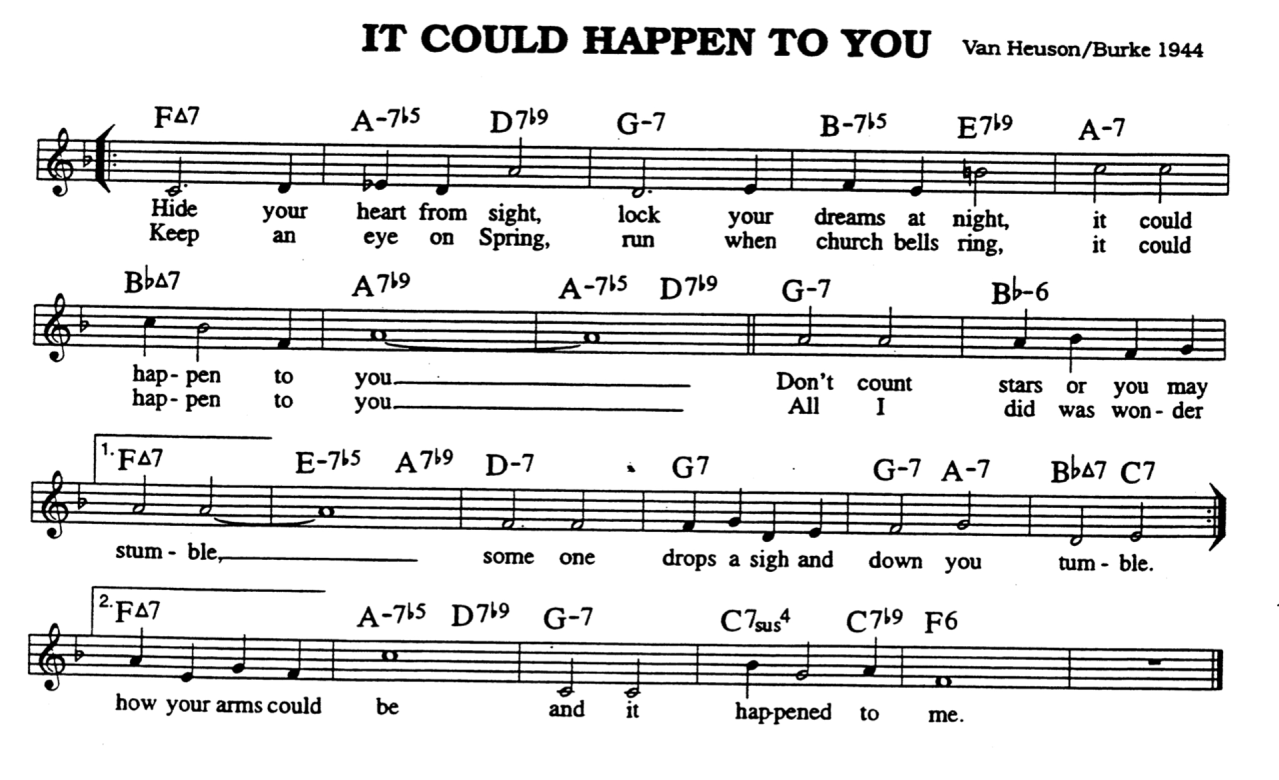 IT COULD HAPPEN TO YOU Van Heuson/Burke 1944
F∆7 A-7♭5 D7♭9 G-7 B-7♭5 E7♭9 A-7
Hide your heart from sight, lock your dreams at night, it could
Keep an eye on Spring, run when church bells ring, it could
B♭∆7 A7♭9 A-7♭5 D7♭9 G-7 B♭-6
hap- pen to you Don't count stars or you may
hap- pen to you All I did was won- der
1. F∆7 E-7♭5 A7♭9 D-7 G7 G-7 A-7 B♭∆7 C7
stum- ble, some one drops a sigh and down you tum- ble.
2. F∆7 A-7♭5 D7♭9 G-7 C7sus4 C7♭9 F6
how your arms could be and it hap-pened to me.